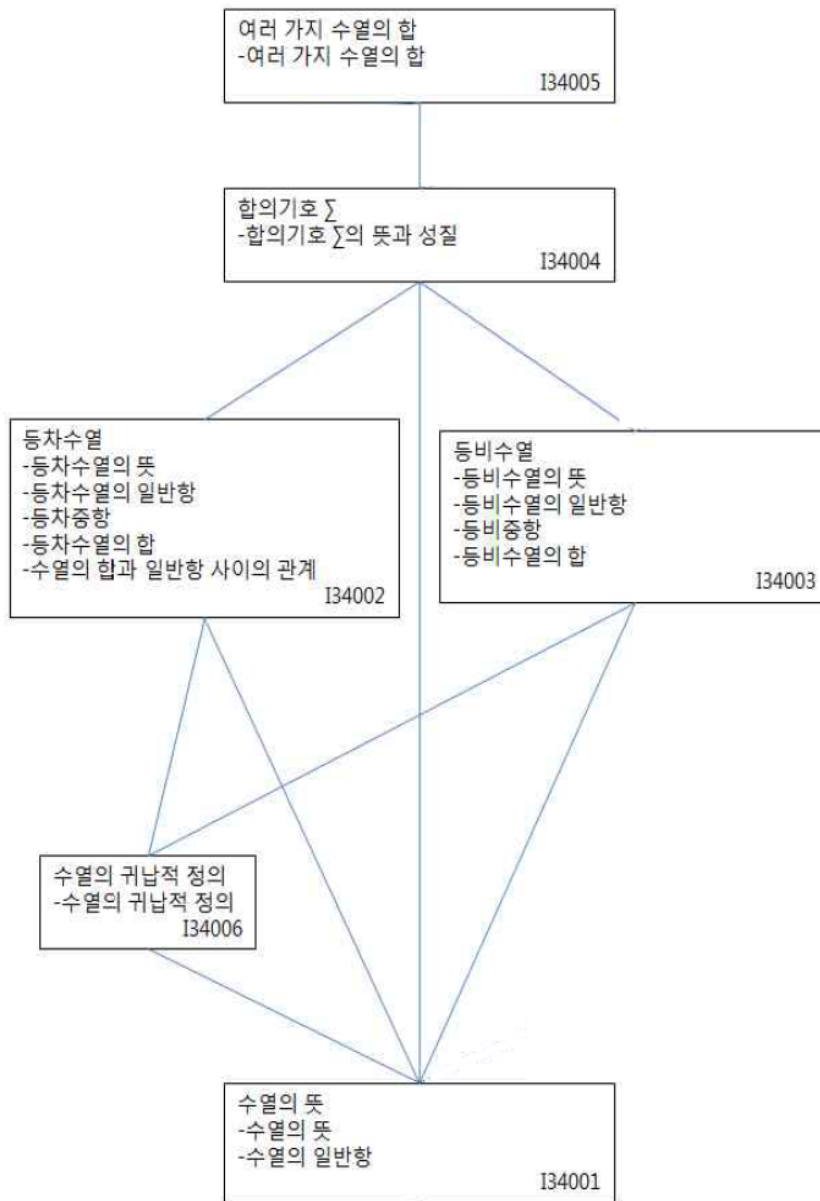 여러 가지 수열의 합
-여러 가지 수열의 합
I34005
합의기호 ∑
-합의기호 ∑의 뜻과 성질
I34004
등차수열
-등차수열의 뜻
-등차수열의 일반항
-등차중항
-등차수열의 합
-수열의 합과 일반항 사이의 관계
I34002
등비수열
-등비수열의 뜻
-등비수열의 일반항
-등비중항
-등비수열의 합
I34003
수열의 귀납적 정의
-수열의 귀납적 정의
I34006
수열의 뜻
-수열의 뜻
-수열의 일반항
I34001